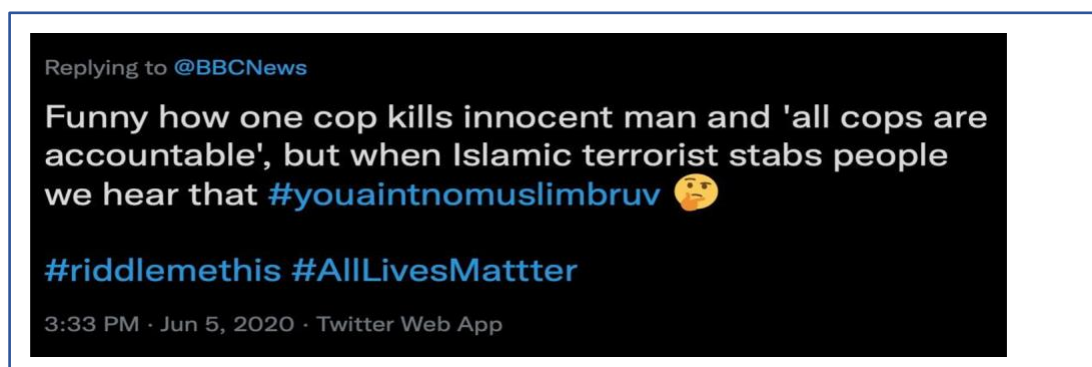 Replying to @BBCNews
Funny how one cop kills innocent man and 'all cops are
accountable', but when Islamic terrorist stabs people
we hear that #youaintnomuslimbruv 🤔
#riddlemethis #AllLivesMattter
3:33 PM · Jun 5, 2020 · Twitter Web App